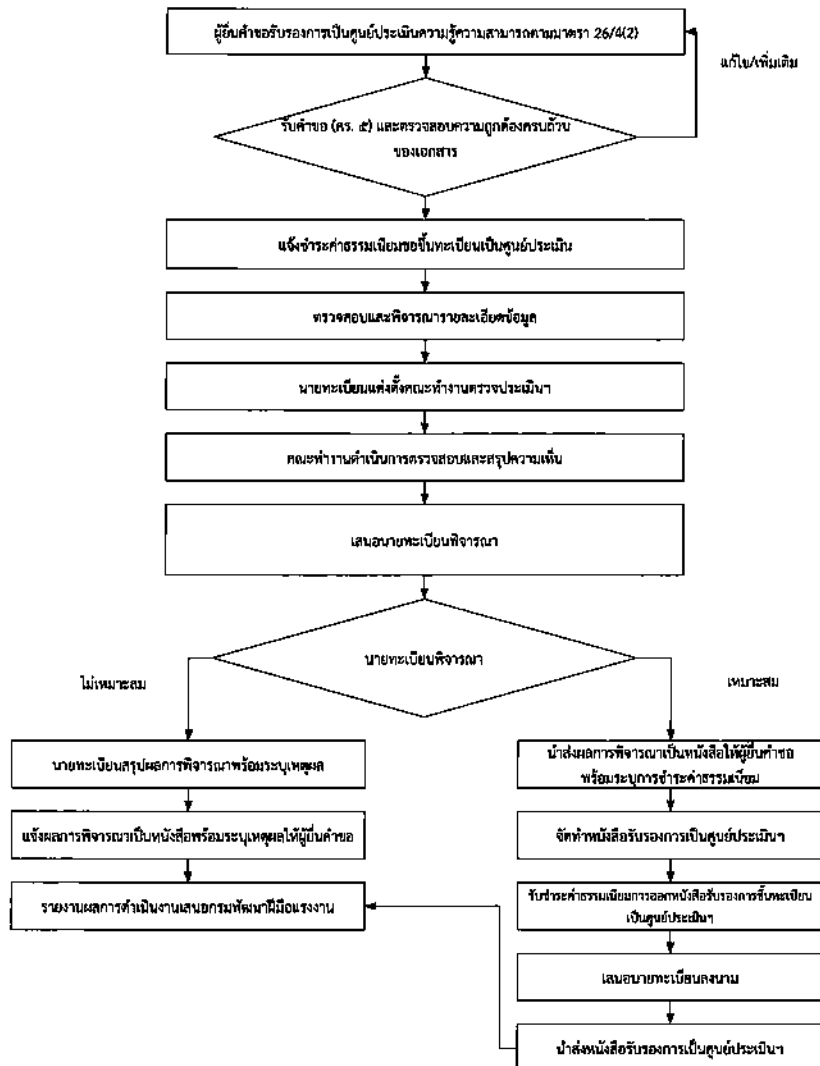 ผู้ยื่นคำขอรับรองการเป็นศูนย์ประเมินความรู้ความสามารถตามมาตรา 26/4(2)
แก้ไข/เพิ่มเติม
รับคำขอ (คร. ๕) และตรวจสอบความถูกต้องครบถ้วน
ของเอกสาร
แจ้งชำระค่าธรรมเนียมขอขึ้นทะเบียนเป็นศูนย์ประเมิน
ตรวจสอบและพิจารณารายละเอียดข้อมูล
นายทะเบียนแต่งตั้งคณะทำงานตรวจประเมินฯ
คณะทำงานดำเนินการตรวจสอบและสรุปความเห็น
เสนอนายทะเบียนพิจารณา
นายทะเบียนพิจารณา
ไม่เหมาะสม
เหมาะสม
นายทะเบียนสรุปผลการพิจารณาพร้อมระบุเหตุผล
แจ้งผลการพิจารณาเป็นหนังสือพร้อมระบุเหตุผลให้ผู้ยื่นคำขอ
รายงานผลการดำเนินงานเสนอกรมพัฒนาฝีมือแรงงาน
นำส่งผลการพิจารณาเป็นหนังสือให้ผู้ยื่นคำขอ
พร้อมระบุการชำระค่าธรรมเนียม
จัดทำหนังสือรับรองการเป็นศูนย์ประเมินฯ
รับชำระค่าธรรมเนียมการออกหนังสือรับรองการขึ้นทะเบียน
เป็นศูนย์ประเมินฯ
เสนอนายทะเบียนลงนาม
นำส่งหนังสือรับรองการเป็นศูนย์ประเมินฯ